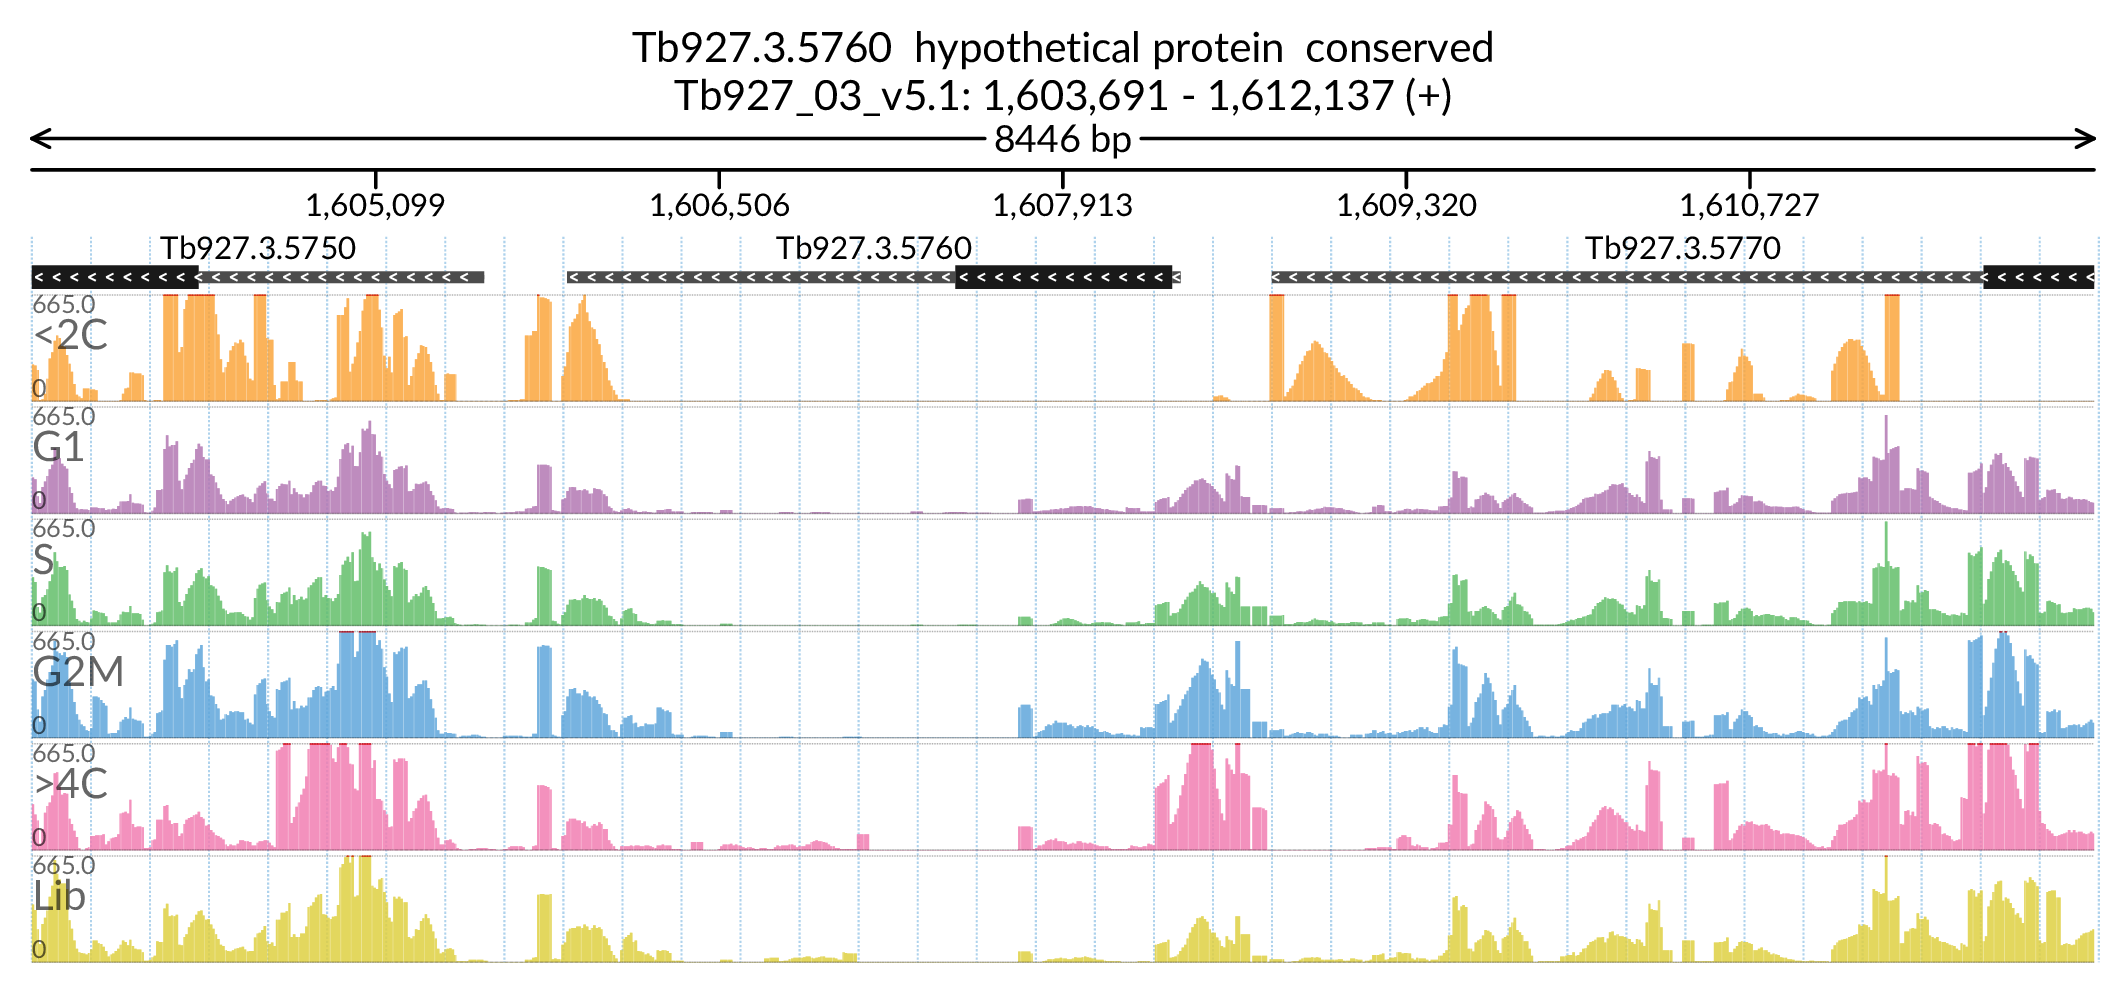 Tb927.3.5760  hypothetical protein  conserved
Tb927_03_v5.1: 1,603,691 - 1,612,137 (+)
8446 bp
1,605,099 1,606,506 1,607,913 1,609,320 1,610,727
Tb927.3.5750 Tb927.3.5760 Tb927.3.5770
665.0
<2C
0
665.0
G1
0
665.0
S
0
665.0
G2M
0
665.0
>4C
0
665.0
Lib
0